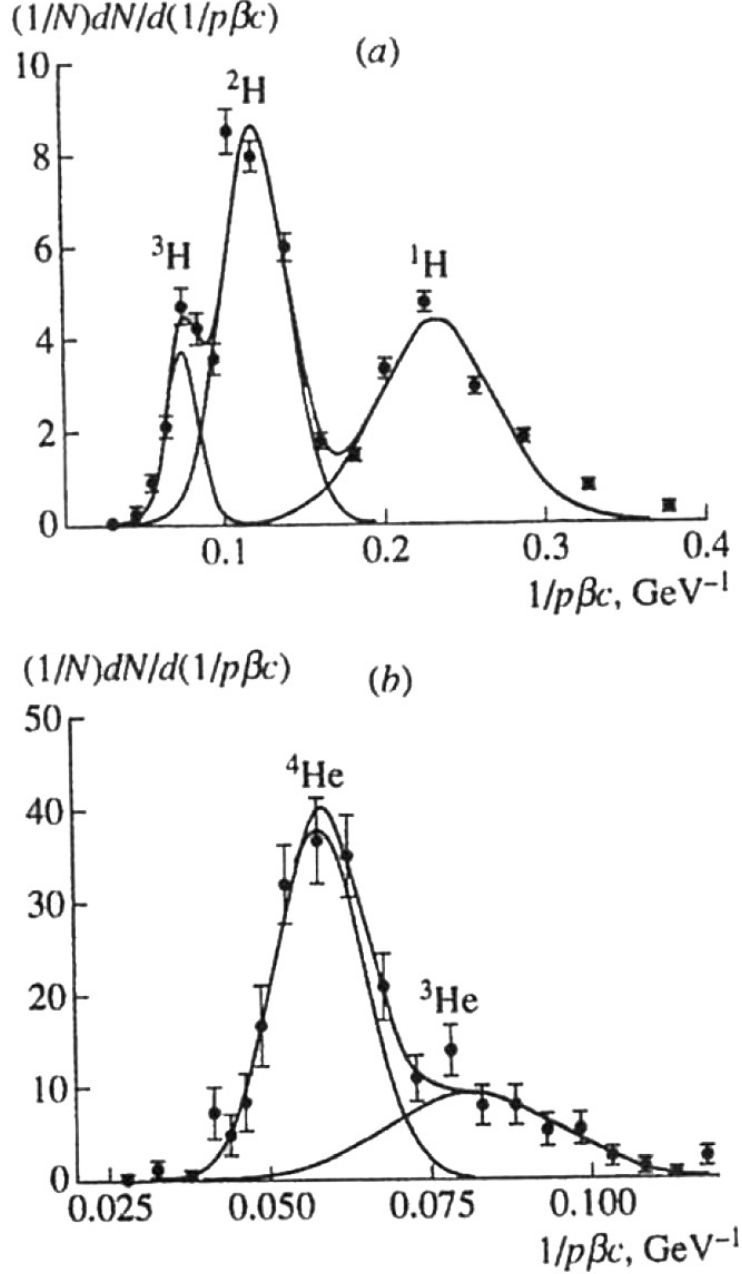 (1/N)dN/d(1/pβc)
(a)
10
²H
8
³H
6
¹H
4
2
0
0.1 0.2 0.3 0.4
1/pβc, GeV⁻¹
(1/N)dN/d(1/pβc)
(b)
50
⁴He
40
30
20
³He
10
0
0.025 0.050 0.075 0.100
1/pβc, GeV⁻¹